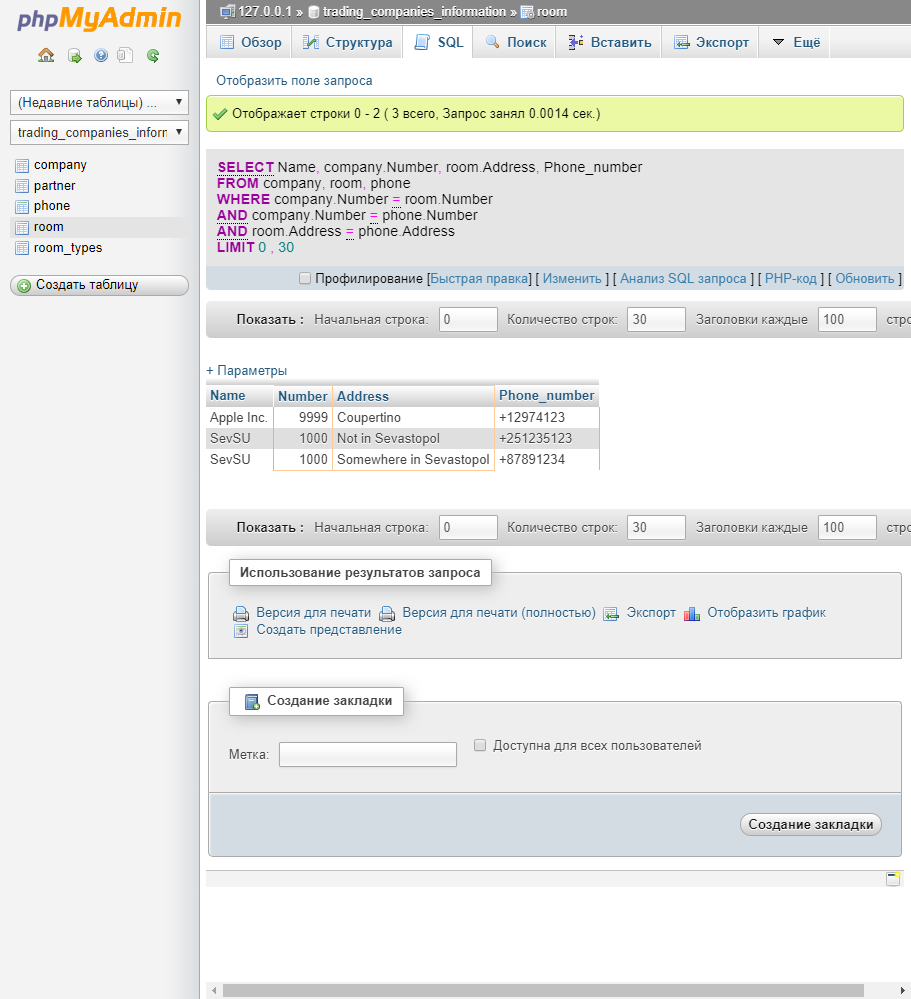 phpMyAdmin
(Недавние таблицы) ...
trading_companies_inforn
company
partner
phone
room
room_types
Создать таблицу
127.0.0.1 » trading_companies_information » room
Обзор Структура SQL Поиск Вставить Экспорт Ещё
Отобразить поле запроса
Отображает строки 0 - 2 ( 3 всего, Запрос занял 0.0014 сек.)
SELECT Name, company.Number, room.Address, Phone_number
FROM company, room, phone
WHERE company.Number = room.Number
AND company.Number = phone.Number
AND room.Address = phone.Address
LIMIT 0 , 30
Профилирование [Быстрая правка] [ Изменить ] [ Анализ SQL запроса ] [ PHP-код ] [ Обновить ]
Показать : Начальная строка: 0 Количество строк: 30 Заголовки каждые 100 стро
+ Параметры
Name Number Address Phone_number
Apple Inc. 9999 Coupertino +12974123
SevSU 1000 Not in Sevastopol +251235123
SevSU 1000 Somewhere in Sevastopol +87891234
Показать : Начальная строка: 0 Количество строк: 30 Заголовки каждые 100 стро
Использование результатов запроса
Версия для печати Версия для печати (полностью) Экспорт Отобразить график
Создать представление
Создание закладки
Метка: Доступна для всех пользователей
Создание закладки